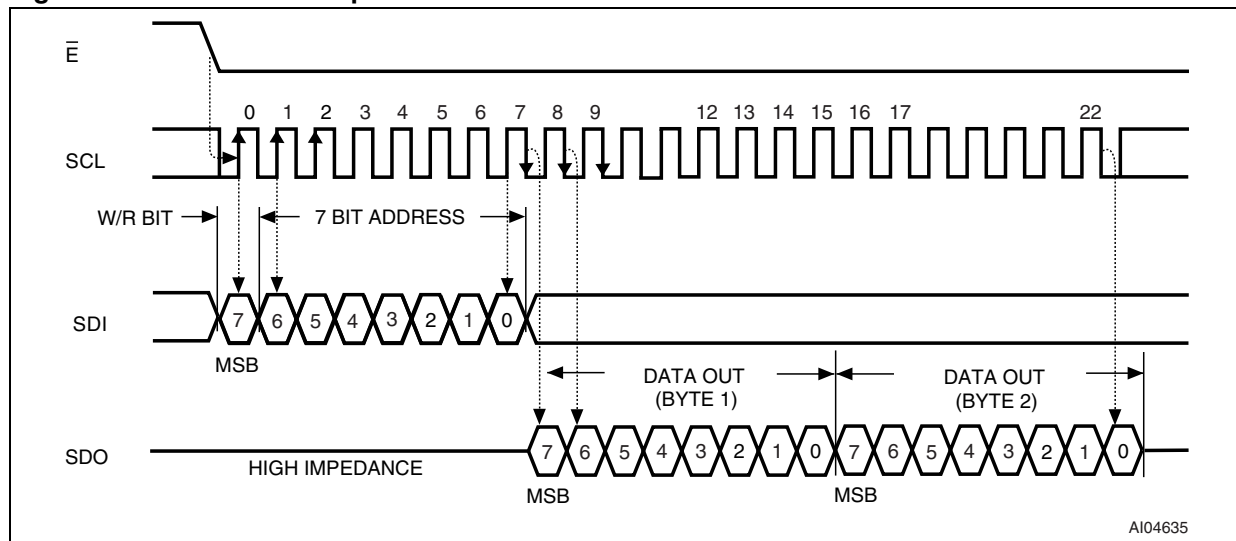 E̅
0 1 2 3 4 5 6 7 8 9 12 13 14 15 16 17 22
SCL
W/R BIT 7 BIT ADDRESS
SDI 7 6 5 4 3 2 1 0
MSB
DATA OUT
(BYTE 1)
DATA OUT
(BYTE 2)
SDO HIGH IMPEDANCE 7 6 5 4 3 2 1 0 7 6 5 4 3 2 1 0
MSB MSB
AI04635